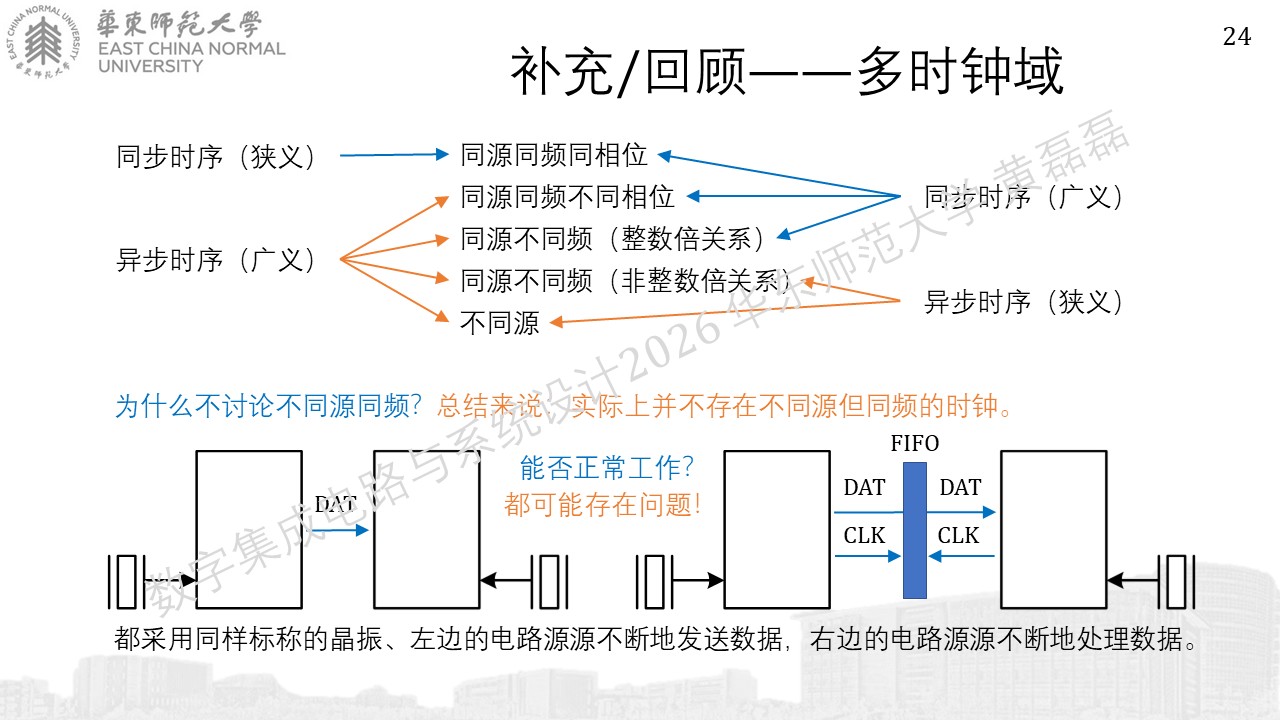 華東師範大學
EAST CHINA NORMAL
UNIVERSITY
EAST CHINA NORMAL UNIVERSITY
華東师范大學
24
补充/回顾——多时钟域
同步时序（狭义）
同源同频同相位
同源同频不同相位
同步时序（广义）
同源不同频（整数倍关系）
异步时序（广义）
同源不同频（非整数倍关系）
异步时序（狭义）
不同源
为什么不讨论不同源同频？总结来说，实际上并不存在不同源但同频的时钟。
FIFO
能否正常工作？
都可能存在问题！
DAT
DAT
DAT
CLK
CLK
都采用同样标称的晶振、左边的电路源源不断地发送数据，右边的电路源源不断地处理数据。
数字集成电路与系统设计2026 华东师范大学 黄磊磊